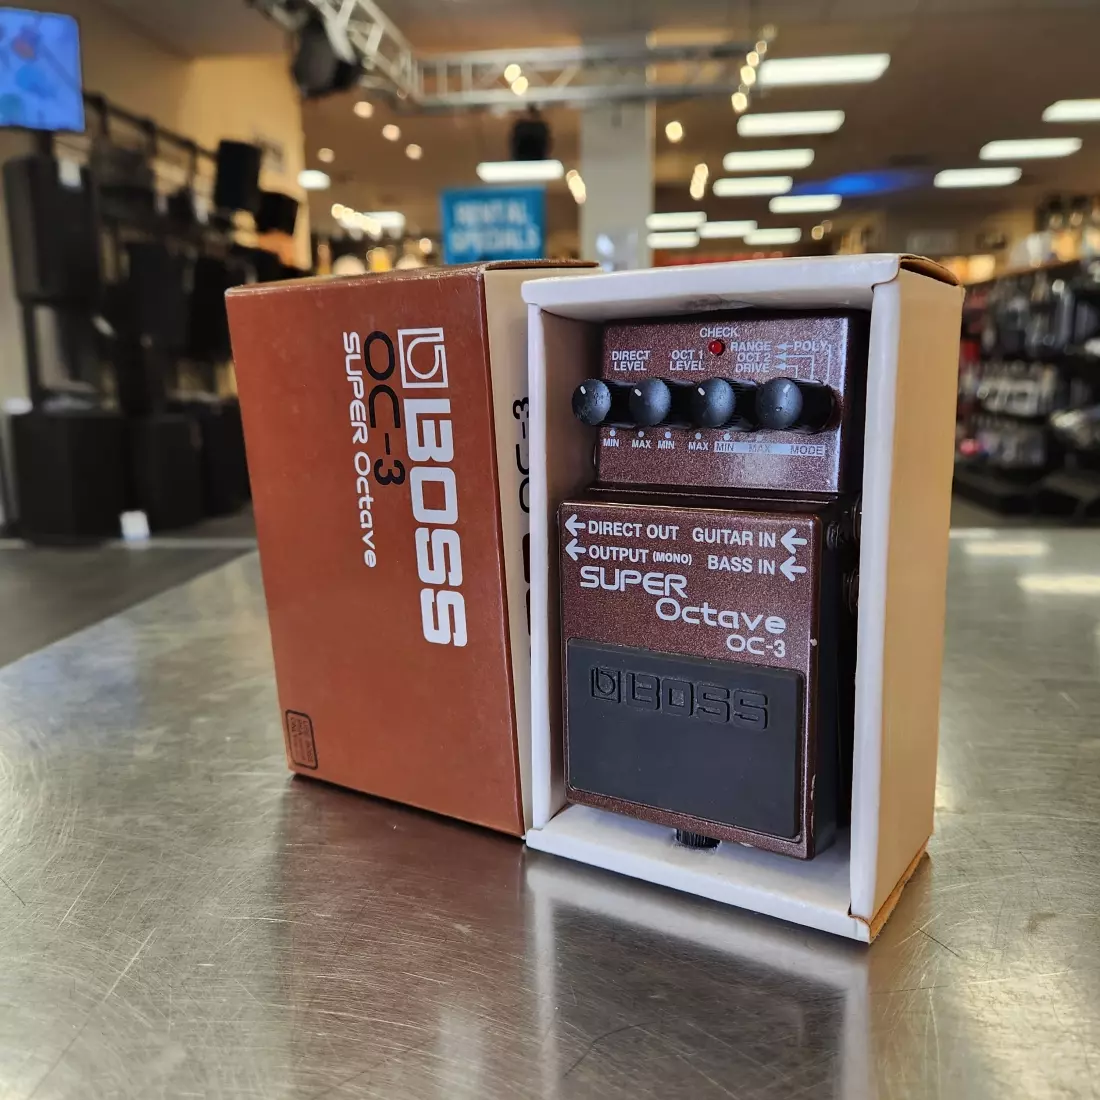 RENTAL
SPECIALS
BOSS
OC-3
SUPER Octave
OC-3
CHECK
DIRECT
LEVEL
OCT 1
LEVEL
RANGE
OCT 2
DRIVE
POLY
MIN MAX MIN MAX MIN MAX MODE
DIRECT OUT GUITAR IN
OUTPUT (MONO) BASS IN
SUPER
Octave
OC-3
BOSS